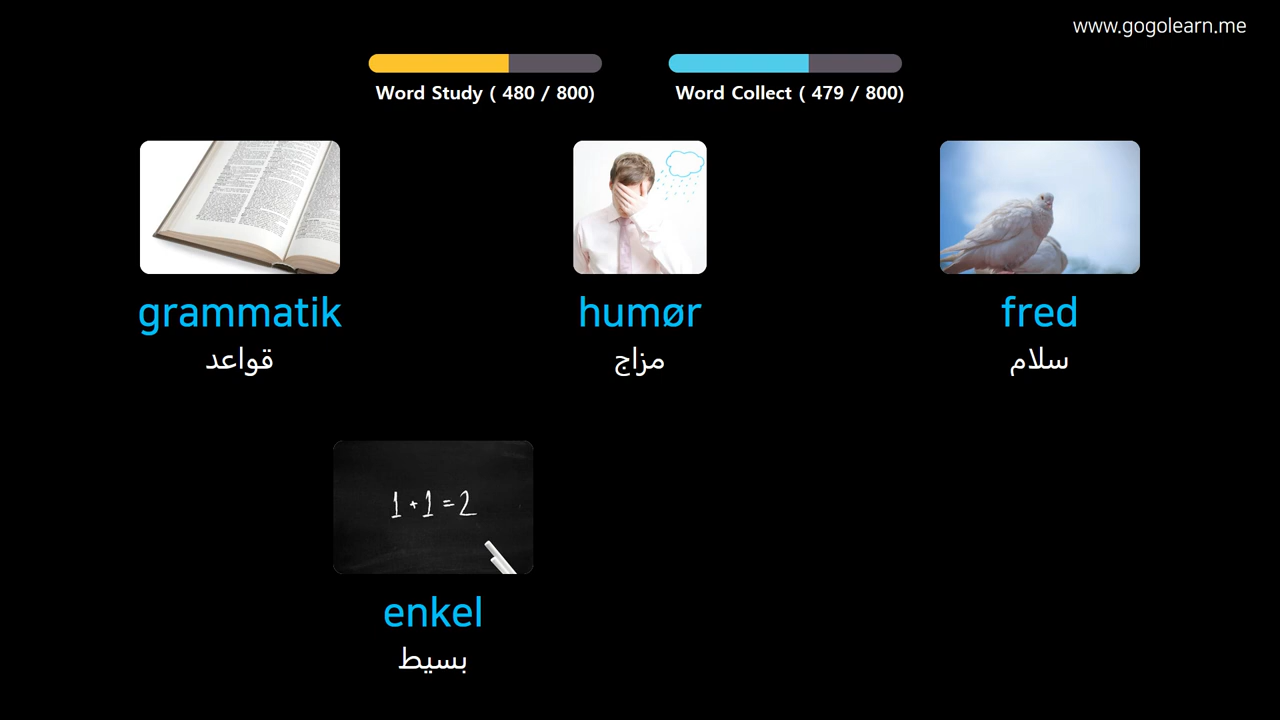 www.gogolearn.me
Word Study ( 480 / 800)
Word Collect ( 479 / 800)
grammatik
humør
fred
قواعد
مزاج
سلام
1 + 1 = 2
enkel
بسيط